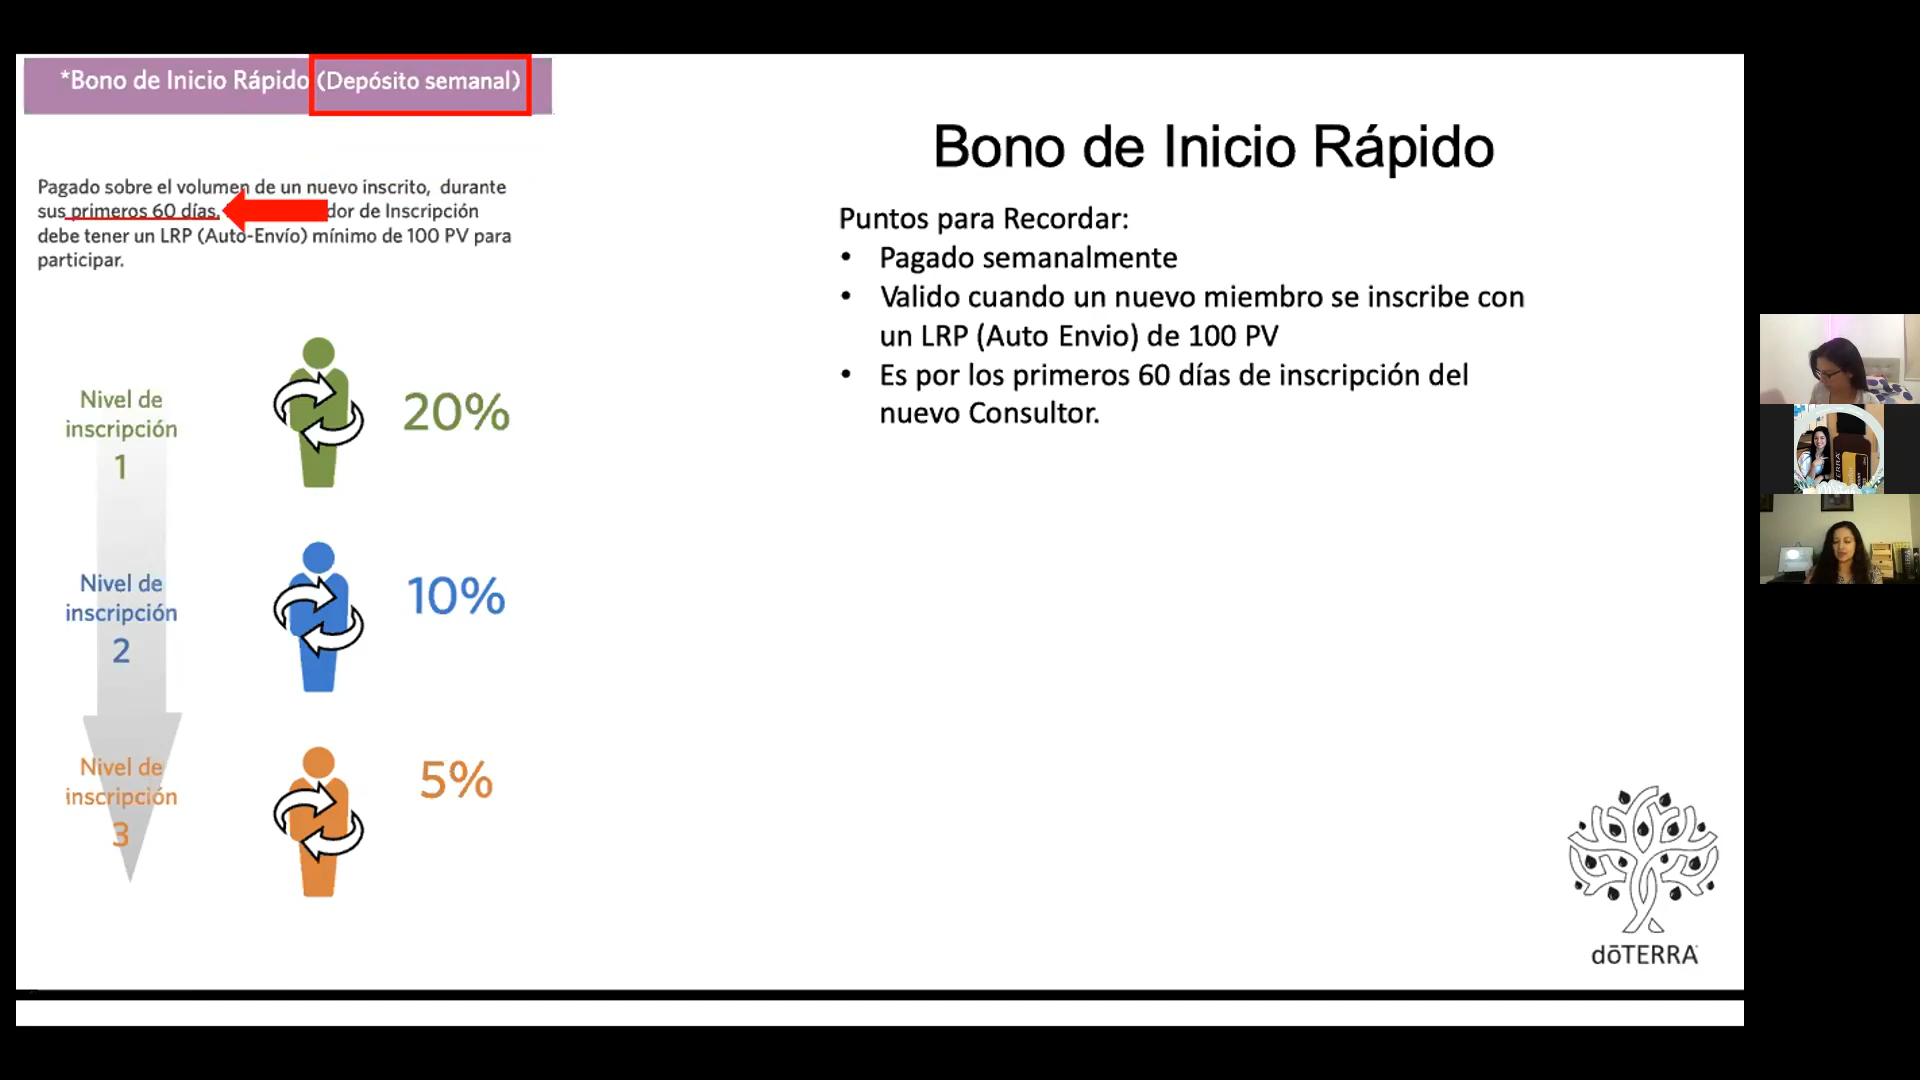 *Bono de Inicio Rápido (Depósito semanal)
Pagado sobre el volumen de un nuevo inscrito, durante
sus primeros 60 días. dor de Inscripción
debe tener un LRP (Auto-Envío) mínimo de 100 PV para
participar.
Nivel de
inscripción
1
20%
Nivel de
inscripción
2
10%
Nivel de
inscripción
3
5%
Bono de Inicio Rápido
Puntos para Recordar:
• Pagado semanalmente
• Valido cuando un nuevo miembro se inscribe con
un LRP (Auto Envio) de 100 PV
• Es por los primeros 60 días de inscripción del
nuevo Consultor.
dōTERRA